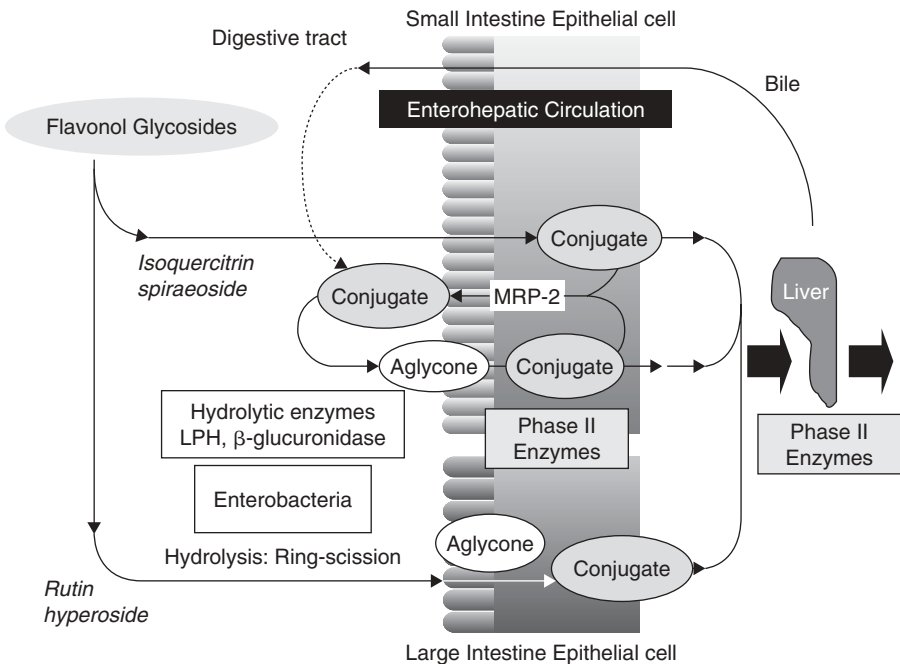 Small Intestine Epithelial cell
Digestive tract
Bile
Enterohepatic Circulation
Flavonol Glycosides
Conjugate
Isoquercitrin
spiraeoside
Conjugate
MRP-2
Liver
Aglycone
Conjugate
Hydrolytic enzymes
LPH, β-glucuronidase
Phase II
Enzymes
Phase II
Enzymes
Enterobacteria
Aglycone
Hydrolysis: Ring-scission
Conjugate
Rutin
hyperoside
Large Intestine Epithelial cell